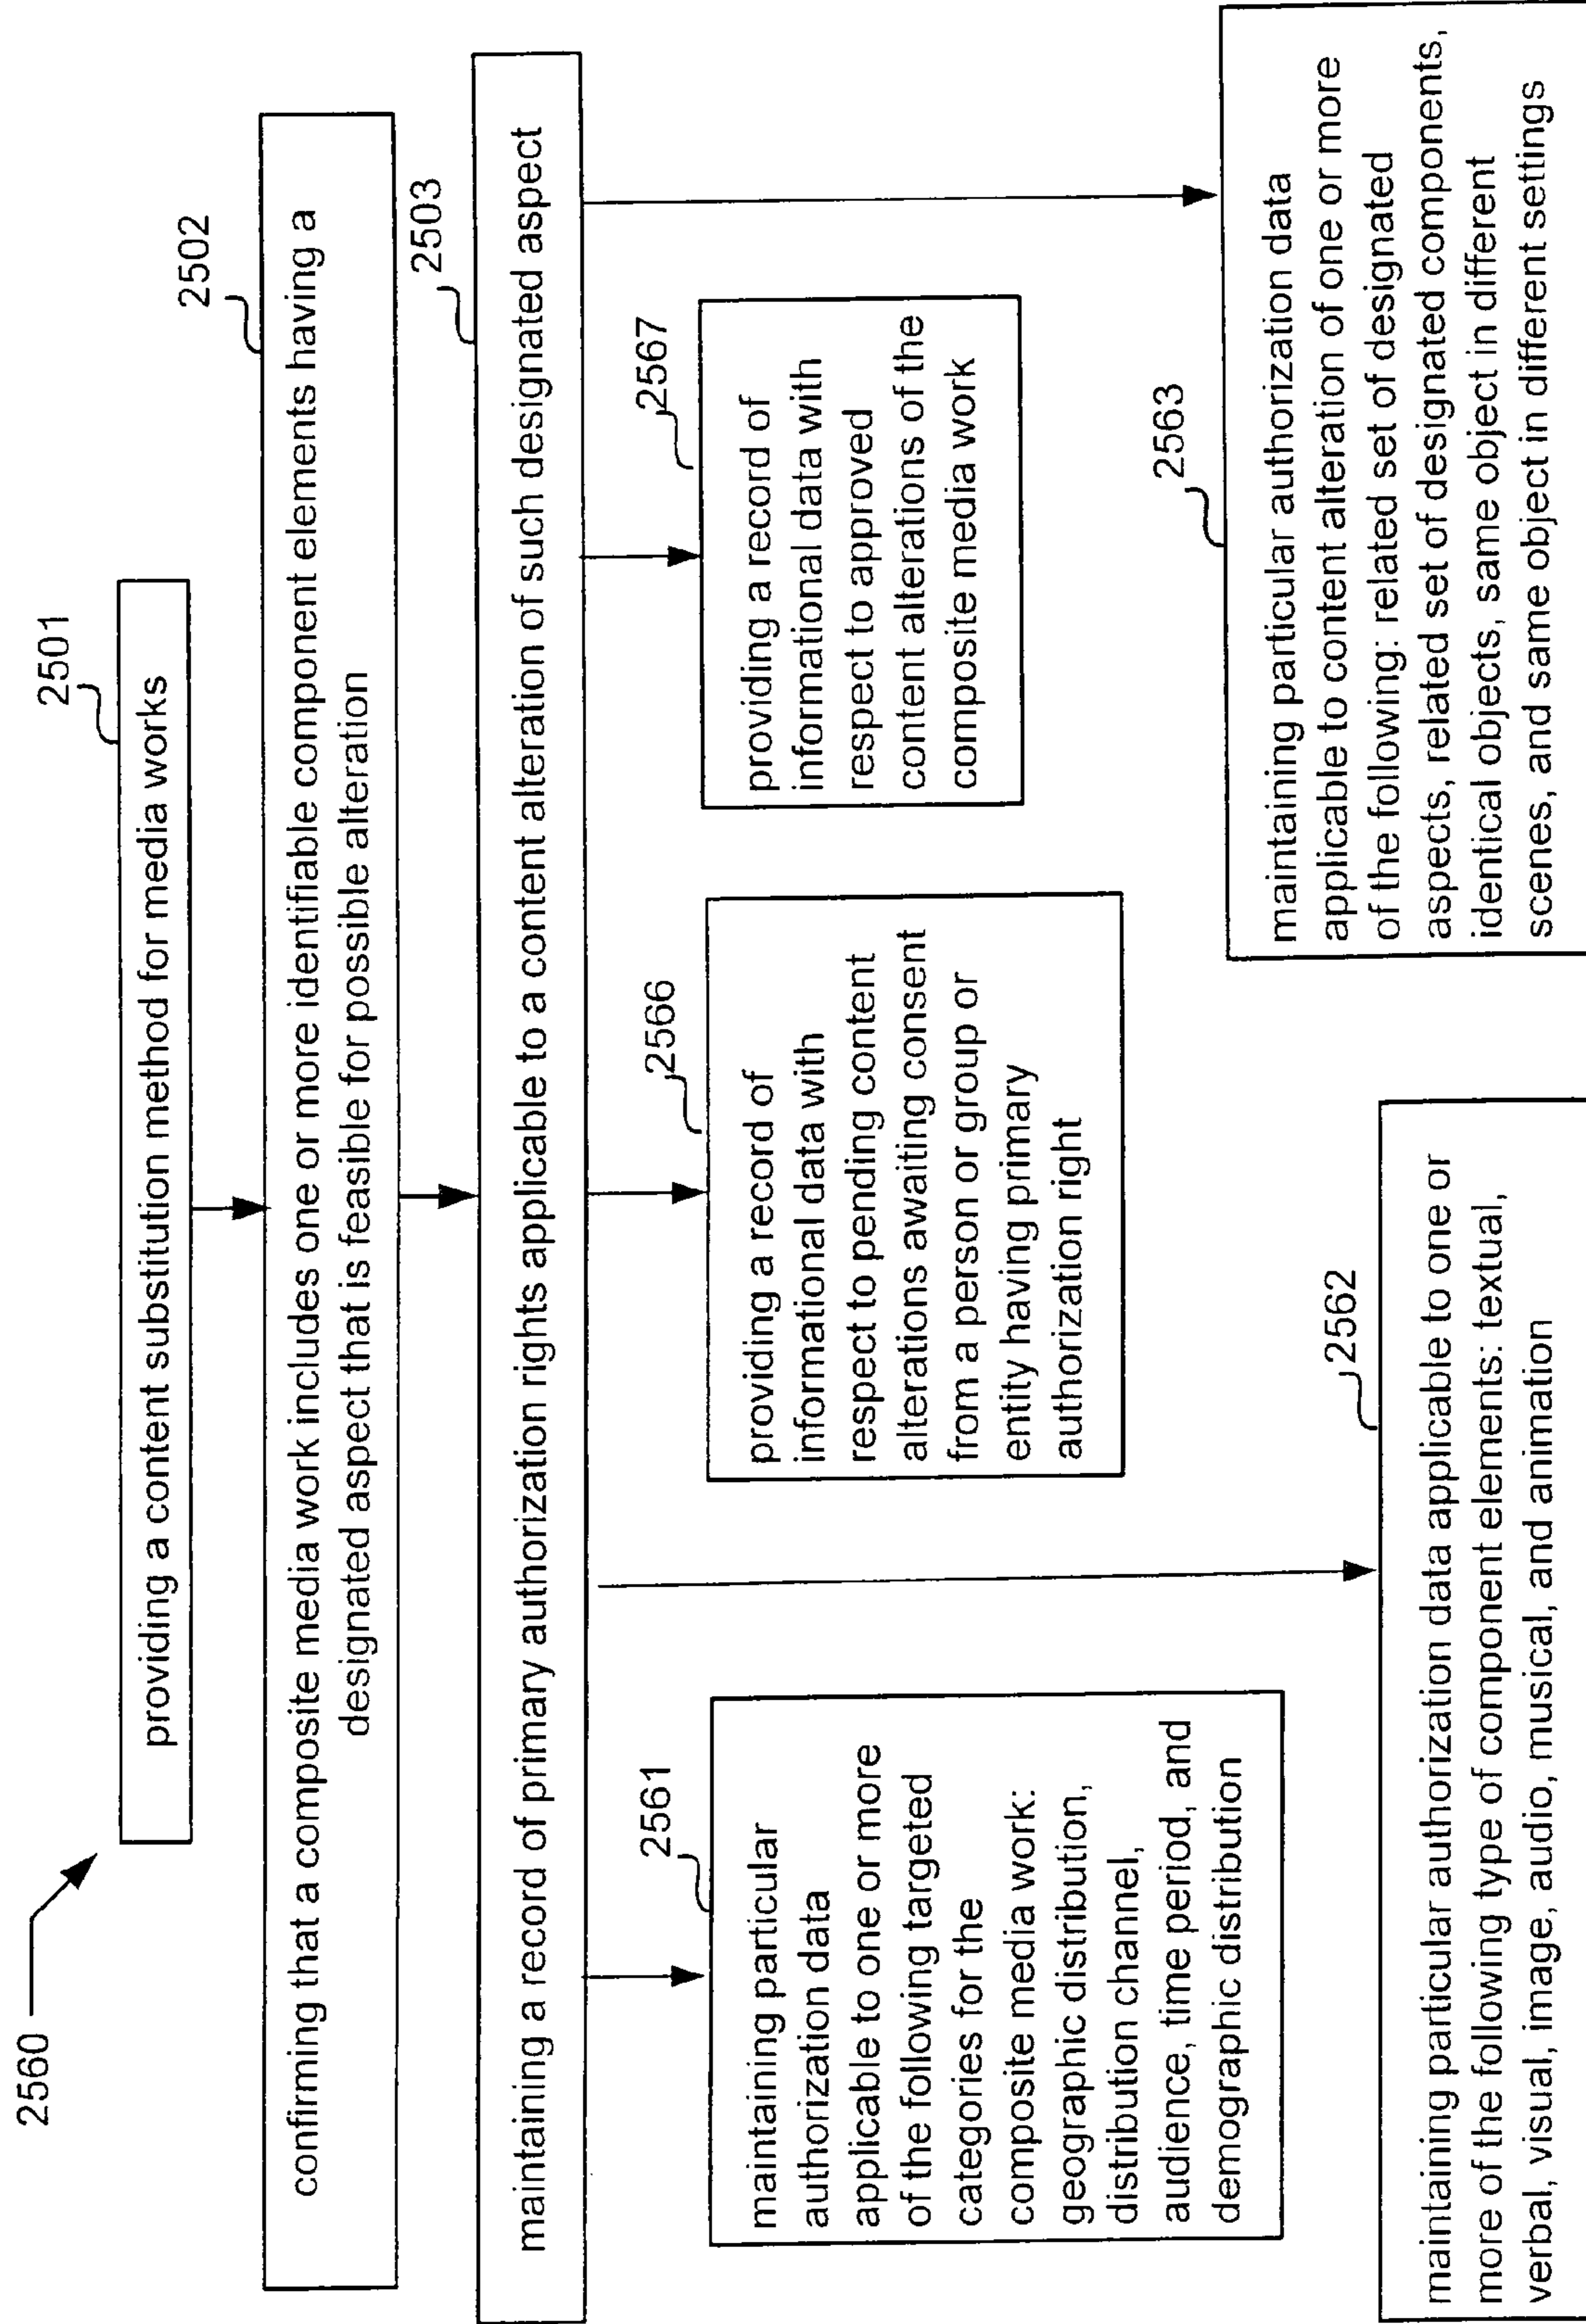 2560
2501
providing a content substitution method for media works
2502
confirming that a composite media work includes one or more identifiable component elements having a
designated aspect that is feasible for possible alteration
2503
maintaining a record of primary authorization rights applicable to a content alteration of such designated aspect
2561
maintaining particular
authorization data
applicable to one or more
of the following targeted
categories for the
composite media work:
geographic distribution,
distribution channel,
audience, time period, and
demographic distribution
2566
providing a record of
informational data with
respect to pending content
alterations awaiting consent
from a person or group or
entity having primary
authorization right
2567
providing a record of
informational data with
respect to approved
content alterations of the
composite media work
2562
maintaining particular authorization data applicable to one or
more of the following type of component elements: textual,
verbal, visual, image, audio, musical, and animation
2563
maintaining particular authorization data
applicable to content alteration of one or more
of the following: related set of designated
aspects, related set of designated components,
identical objects, same object in different
scenes, and same object in different settings